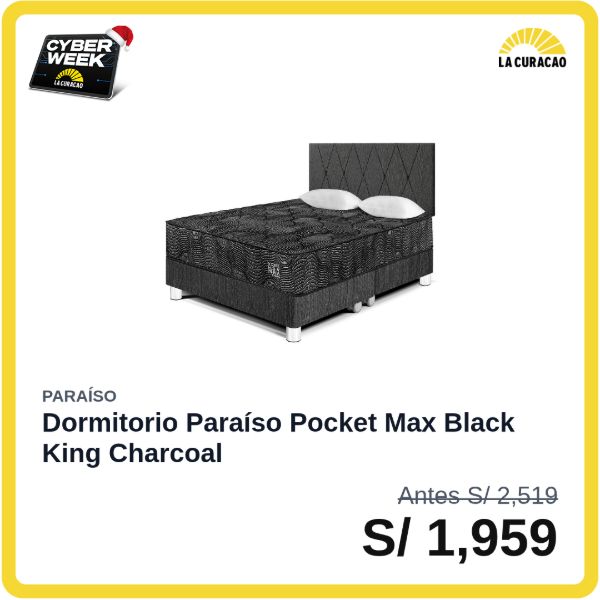 CYBER
WEEK
LA CURACAO
LA CURACAO
PARAÍSO
Dormitorio Paraíso Pocket Max Black
King Charcoal
Antes S/ 2,519
S/ 1,959